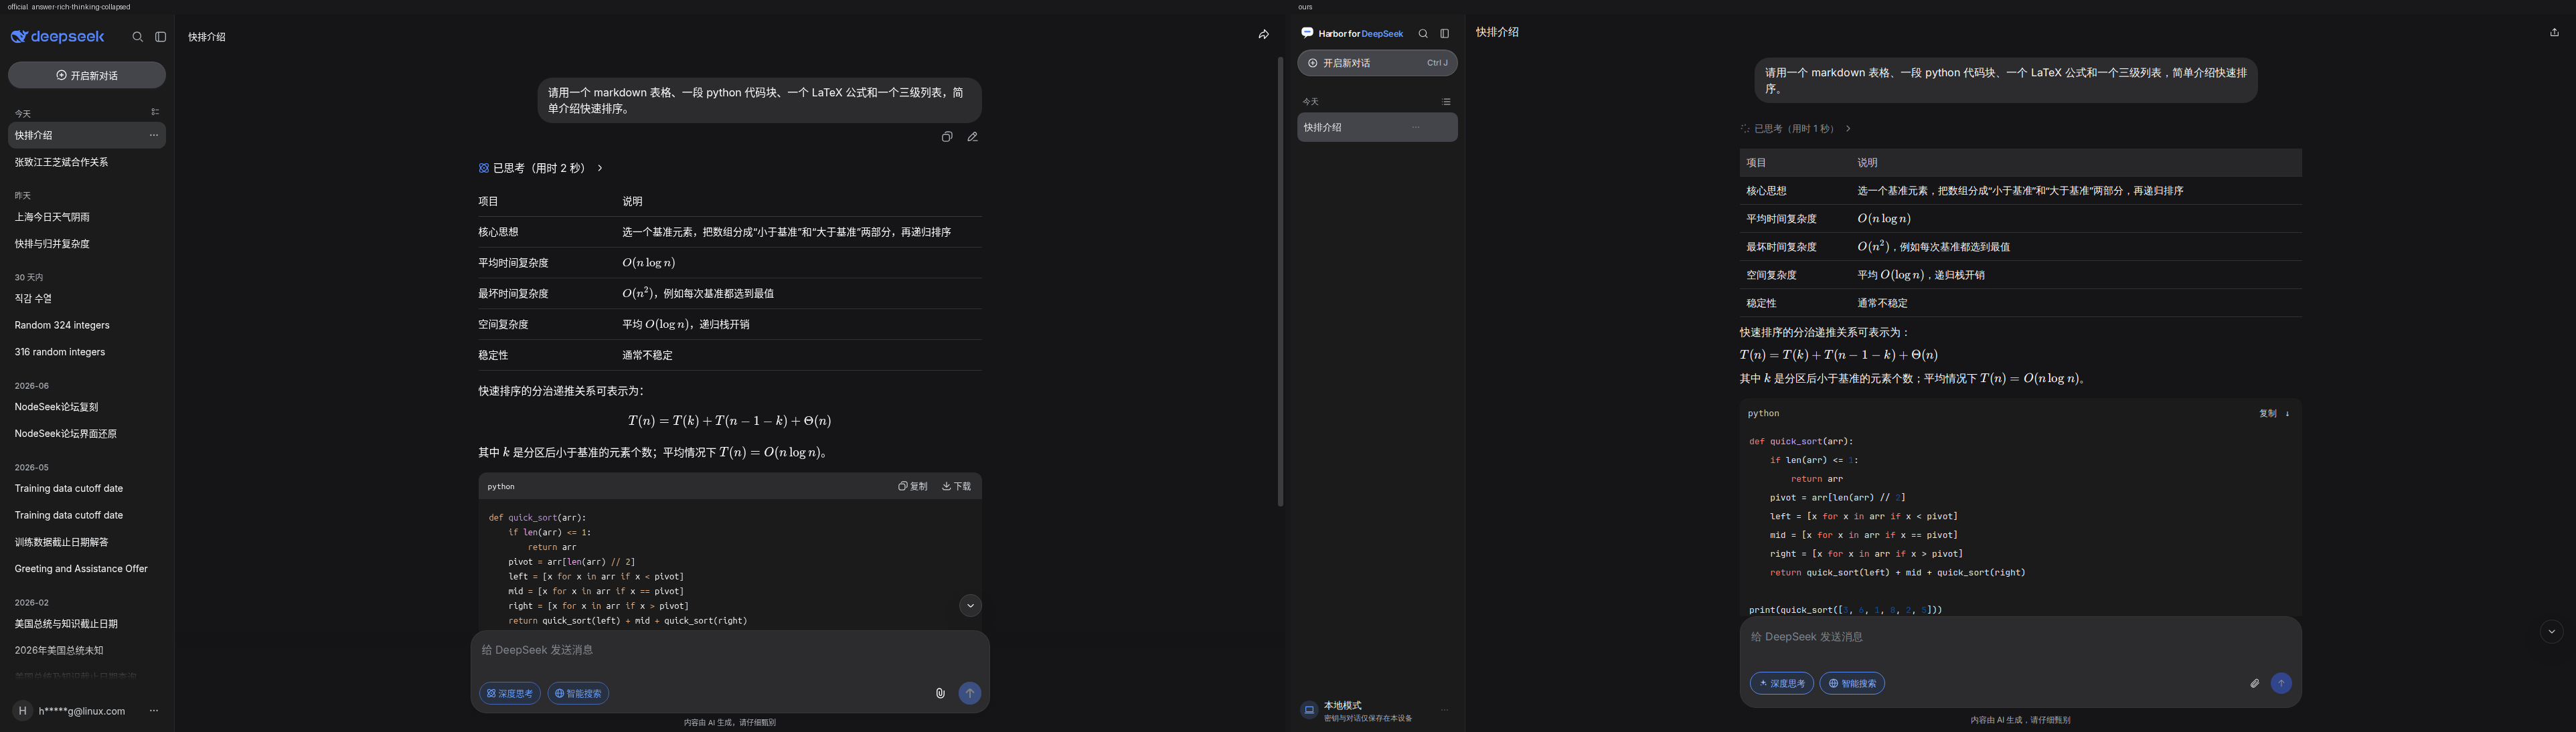 official answer-rich-thinking-collapsed
deepseek
开启新对话
今天
快排介绍
张致江王芝斌合作关系
昨天
上海今日天气阴雨
快排与归并复杂度
30 天内
직감 수열
Random 324 integers
316 random integers
2026-06
NodeSeek论坛复刻
NodeSeek论坛界面还原
2026-05
Training data cutoff date
Training data cutoff date
训练数据截止日期解答
Greeting and Assistance Offer
2026-02
美国总统与知识截止日期
2026年美国总统未知
H h*****g@linux.com
快排介绍
请用一个 markdown 表格、一段 python 代码块、一个 LaTeX 公式和一个三级列表，简
单介绍快速排序。
已思考（用时 2 秒）
项目 说明
核心思想 选一个基准元素，把数组分成“小于基准”和“大于基准”两部分，再递归排序
平均时间复杂度 O(n log n)
最坏时间复杂度 O(n²)，例如每次基准都选到最值
空间复杂度 平均 O(log n)，递归栈开销
稳定性 通常不稳定
快速排序的分治递推关系可表示为：
T(n) = T(k) + T(n − 1 − k) + Θ(n)
其中 k 是分区后小于基准的元素个数；平均情况下 T(n) = O(n log n)。
python 复制 下载
def quick_sort(arr):
    if len(arr) <= 1:
        return arr
    pivot = arr[len(arr) // 2]
    left = [x for x in arr if x < pivot]
    mid = [x for x in arr if x == pivot]
    right = [x for x in arr if x > pivot]
    return quick_sort(left) + mid + quick_sort(right)
给 DeepSeek 发送消息
深度思考 智能搜索
内容由 AI 生成，请仔细甄别
ours
Harbor for DeepSeek
开启新对话 Ctrl J
今天
快排介绍
本地模式
密钥与对话仅保存在本设备
快排介绍
请用一个 markdown 表格、一段 python 代码块、一个 LaTeX 公式和一个三级列表，简单介绍快速排
序。
已思考（用时 1 秒）
项目 说明
核心思想 选一个基准元素，把数组分成“小于基准”和“大于基准”两部分，再递归排序
平均时间复杂度 O(n log n)
最坏时间复杂度 O(n²)，例如每次基准都选到最值
空间复杂度 平均 O(log n)，递归栈开销
稳定性 通常不稳定
快速排序的分治递推关系可表示为：
T(n) = T(k) + T(n − 1 − k) + Θ(n)
其中 k 是分区后小于基准的元素个数；平均情况下 T(n) = O(n log n)。
python 复制 ↓
def quick_sort(arr):
    if len(arr) <= 1:
        return arr
    pivot = arr[len(arr) // 2]
    left = [x for x in arr if x < pivot]
    mid = [x for x in arr if x == pivot]
    right = [x for x in arr if x > pivot]
    return quick_sort(left) + mid + quick_sort(right)
print(quick_sort([3, 6, 1, 8, 2, 5]))
给 DeepSeek 发送消息
深度思考 智能搜索
内容由 AI 生成，请仔细甄别